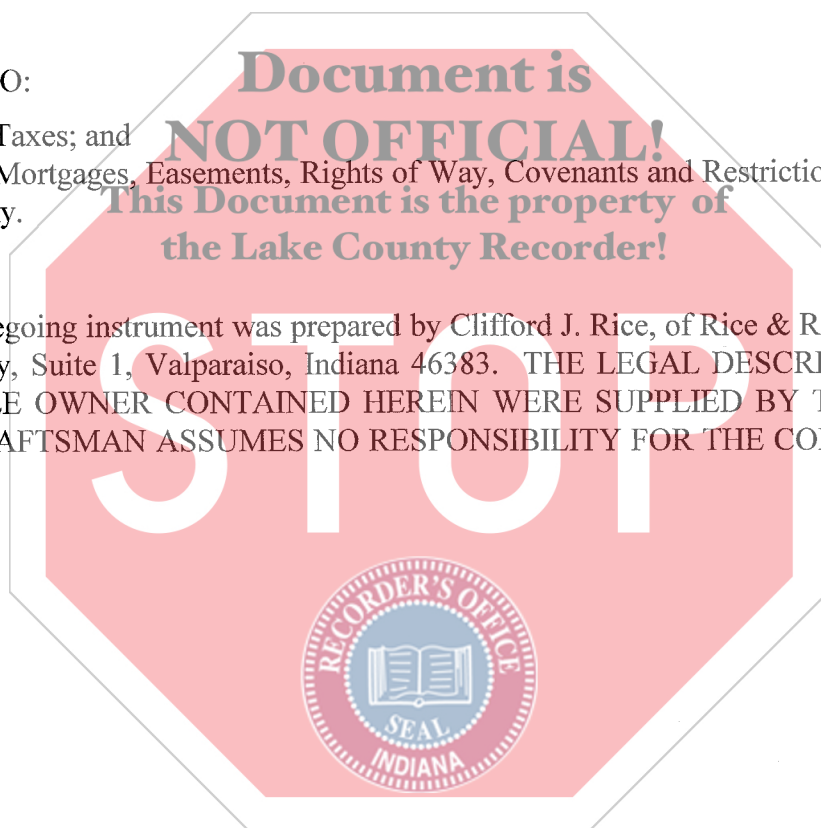 O:
Document is
Taxes; and
NOT OFFICIAL!
Mortgages, Easements, Rights of Way, Covenants and Restrictio
This Document is the property of
y.
the Lake County Recorder!
egoing instrument was prepared by Clifford J. Rice, of Rice & R
y, Suite 1, Valparaiso, Indiana 46383. THE LEGAL DESCRI
E OWNER CONTAINED HEREIN WERE SUPPLIED BY T
AFTSMAN ASSUMES NO RESPONSIBILITY FOR THE CO
STOP
RECORDER'S OFFICE
SEAL
INDIANA